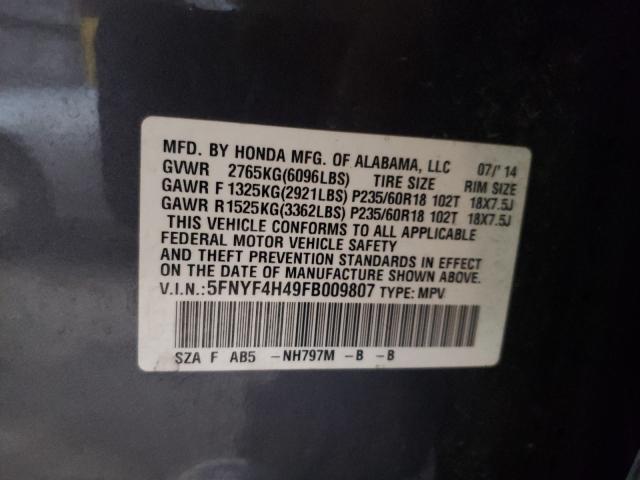 MFD. BY HONDA MFG. OF ALABAMA, LLC 07/'14
GVWR 2765KG(6096LBS) TIRE SIZE RIM SIZE
GAWR F 1325KG(2921LBS) P235/60R18 102T 18X7.5J
GAWR R1525KG(3362LBS) P235/60R18 102T 18X7.5J
THIS VEHICLE CONFORMS TO ALL APPLICABLE
FEDERAL MOTOR VEHICLE SAFETY
AND THEFT PREVENTION STANDARDS IN EFFECT
ON THE DATE OF MANUFACTURE SHOWN ABOVE.
V.I.N.:5FNYF4H49FB009807 TYPE: MPV
SZA F AB5 -NH797M -B -B